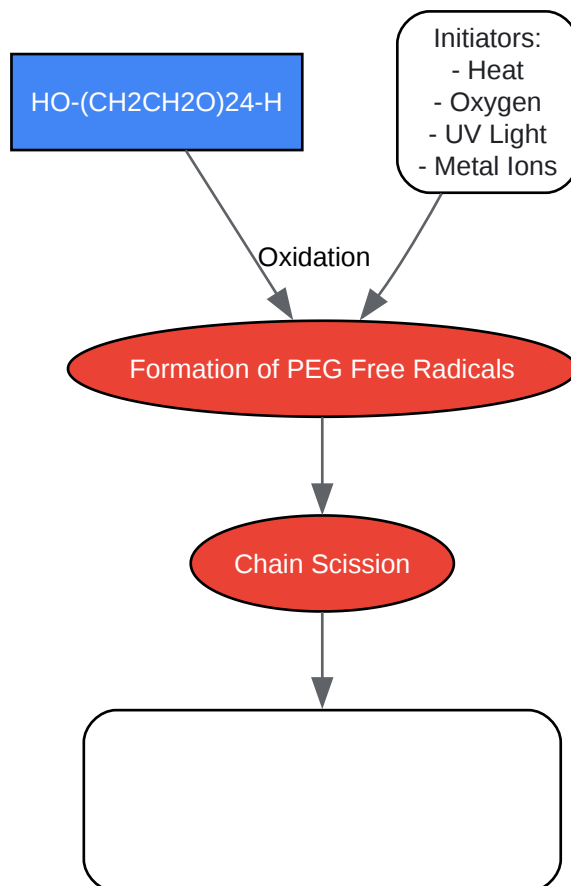 HO-(CH2CH2O)24-H
Initiators:
- Heat
- Oxygen
- UV Light
- Metal Ions
Oxidation
Formation of PEG Free Radicals
Chain Scission